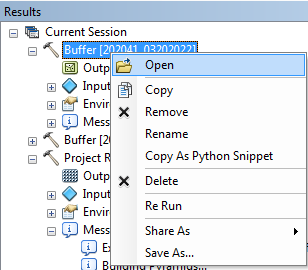 Results
Current Session
Buffer [202041_03202022]
Open
Outp
Copy
Input
Remove
Envir
Rename
Mess
Copy As Python Snippet
Buffer [20
Project R
Delete
Outp
Re Run
Input
Envir
Share As
Mess
Save As...
Ex
Building Pyramids...